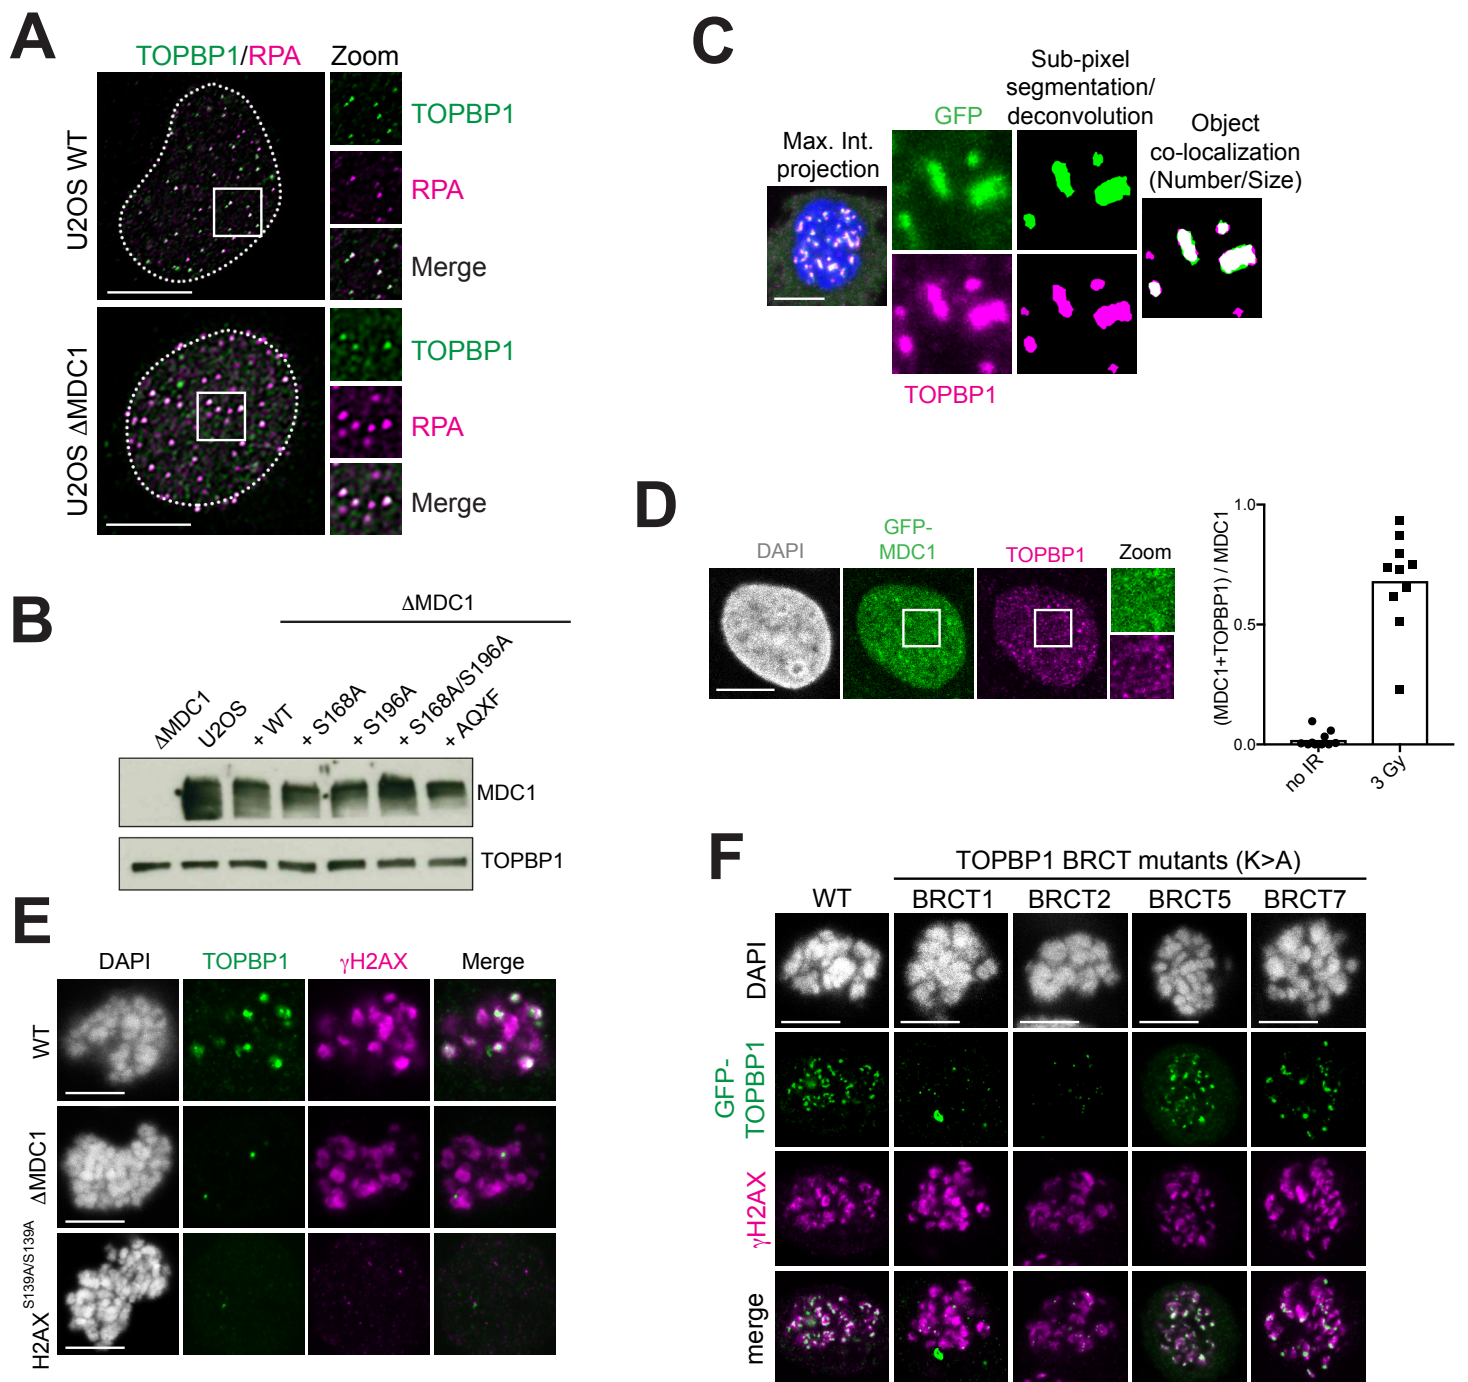 A
TOPBP1/RPA
Zoom
U2OS WT
TOPBP1
RPA
Merge
U2OS ΔMDC1
TOPBP1
RPA
Merge
B
ΔMDC1
ΔMDC1
U2OS
+ WT
+ S168A
+ S196A
+ S168A/S196A
+ AQXF
MDC1
TOPBP1
C
Max. Int.
projection
GFP
TOPBP1
Sub-pixel
segmentation/
deconvolution
Object
co-localization
(Number/Size)
D
DAPI
GFP-
MDC1
TOPBP1
Zoom
(MDC1+TOPBP1) / MDC1
1.0
0.5
0.0
no IR
3 Gy
E
DAPI
TOPBP1
γH2AX
Merge
WT
ΔMDC1
H2AX S139A/S139A
F
TOPBP1 BRCT mutants (K>A)
WT
BRCT1
BRCT2
BRCT5
BRCT7
DAPI
GFP-
TOPBP1
γH2AX
merge